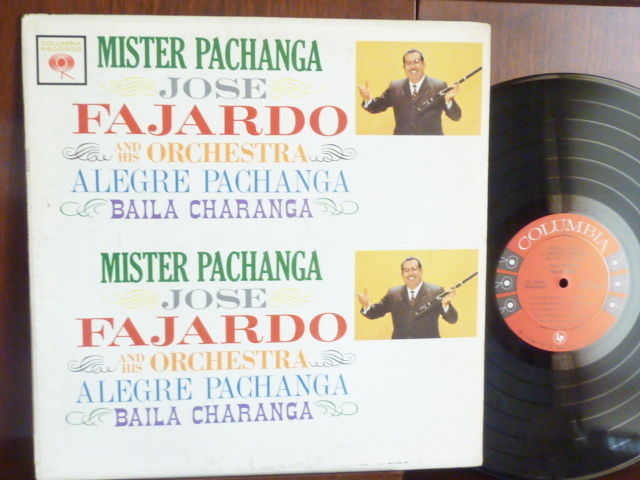 COLUMBIA
RECORDS
MISTER PACHANGA
JOSE
FAJARDO
AND HIS ORCHESTRA
ALEGRE PACHANGA
BAILA CHARANGA
MISTER PACHANGA
JOSE
FAJARDO
AND HIS ORCHESTRA
ALEGRE PACHANGA
BAILA CHARANGA
COLUMBIA